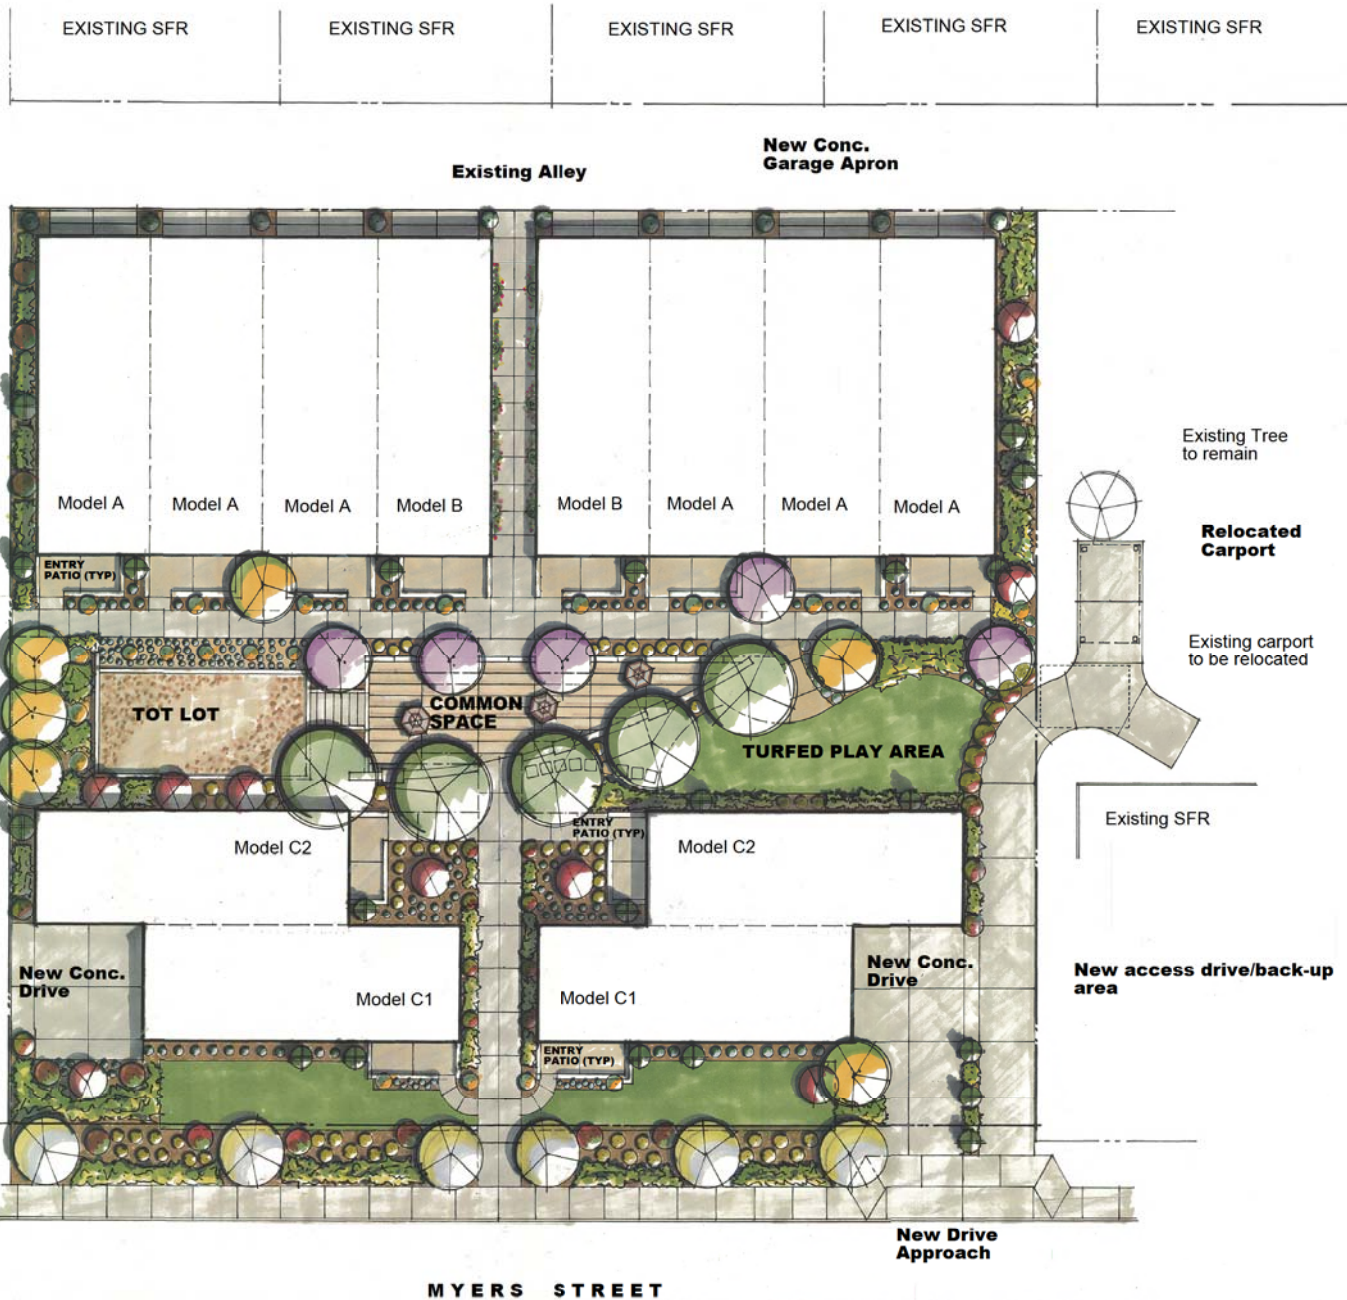 EXISTING SFR
EXISTING SFR
EXISTING SFR
EXISTING SFR
EXISTING SFR
New Conc.
Garage Apron
Existing Alley
Existing Tree
to remain
Model A
Model A
Model A
Model B
Model B
Model A
Model A
Model A
Relocated
Carport
ENTRY
PATIO (TYP)
Existing carport
to be relocated
TOT LOT
COMMON
SPACE
TURFED PLAY AREA
ENTRY
PATIO (TYP)
Existing SFR
Model C2
Model C2
New Conc.
Drive
New Conc.
Drive
New access drive/back-up
area
Model C1
Model C1
ENTRY
PATIO (TYP)
New Drive
Approach
MYERS STREET